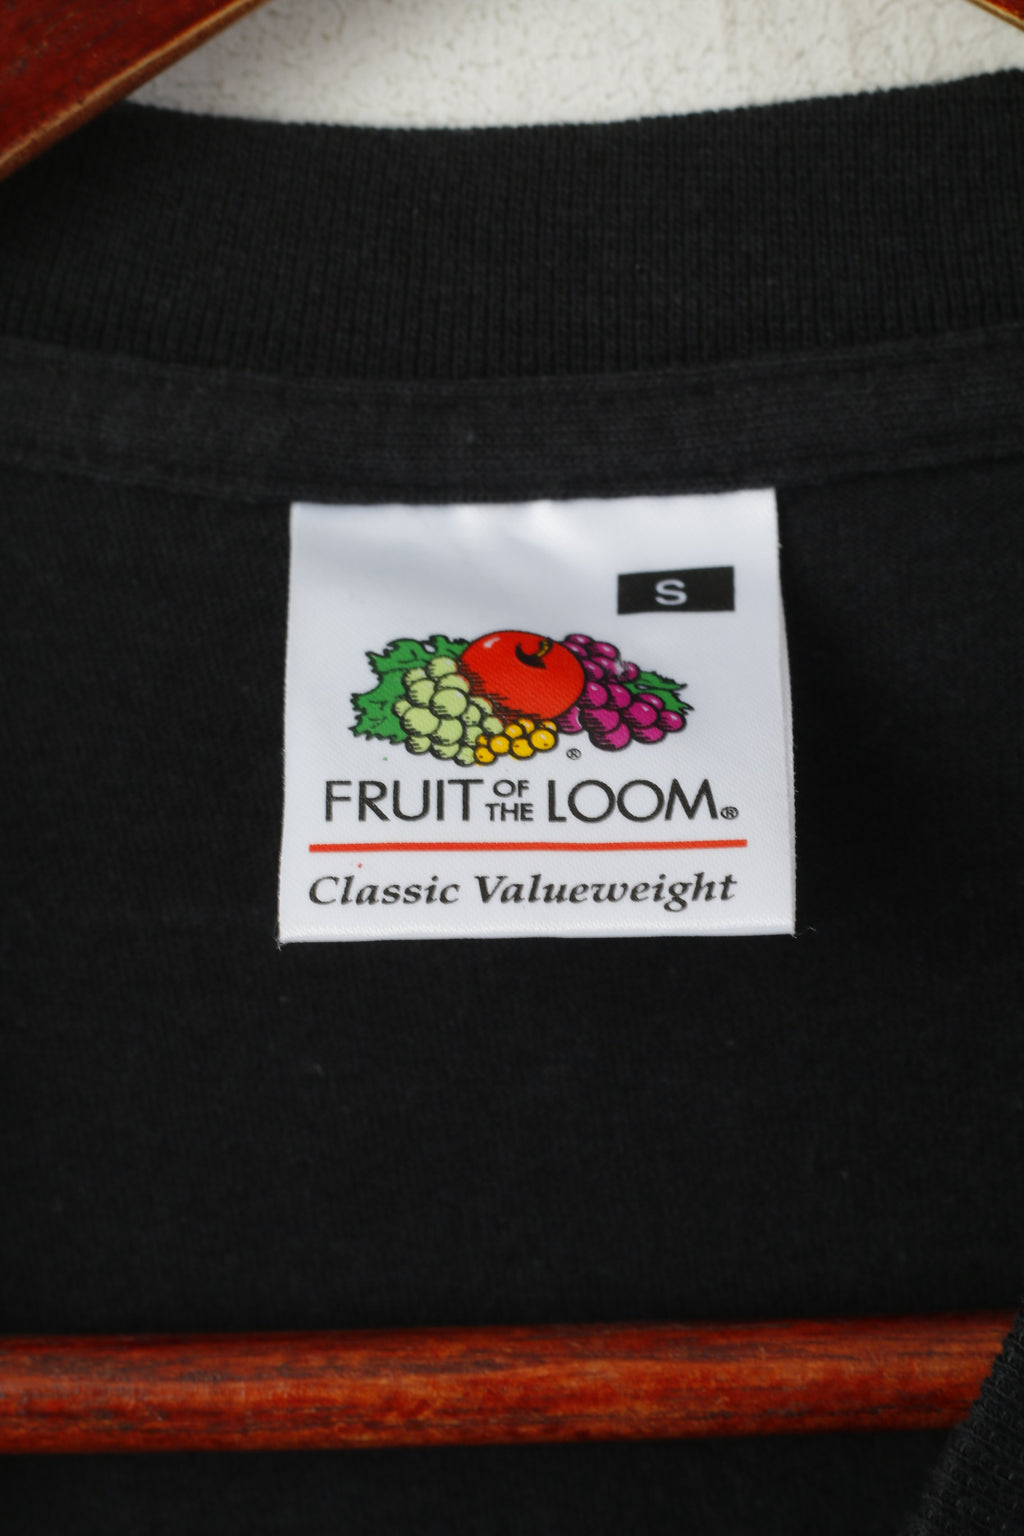 S
®
FRUIT OF THE LOOM®
Classic Valueweight